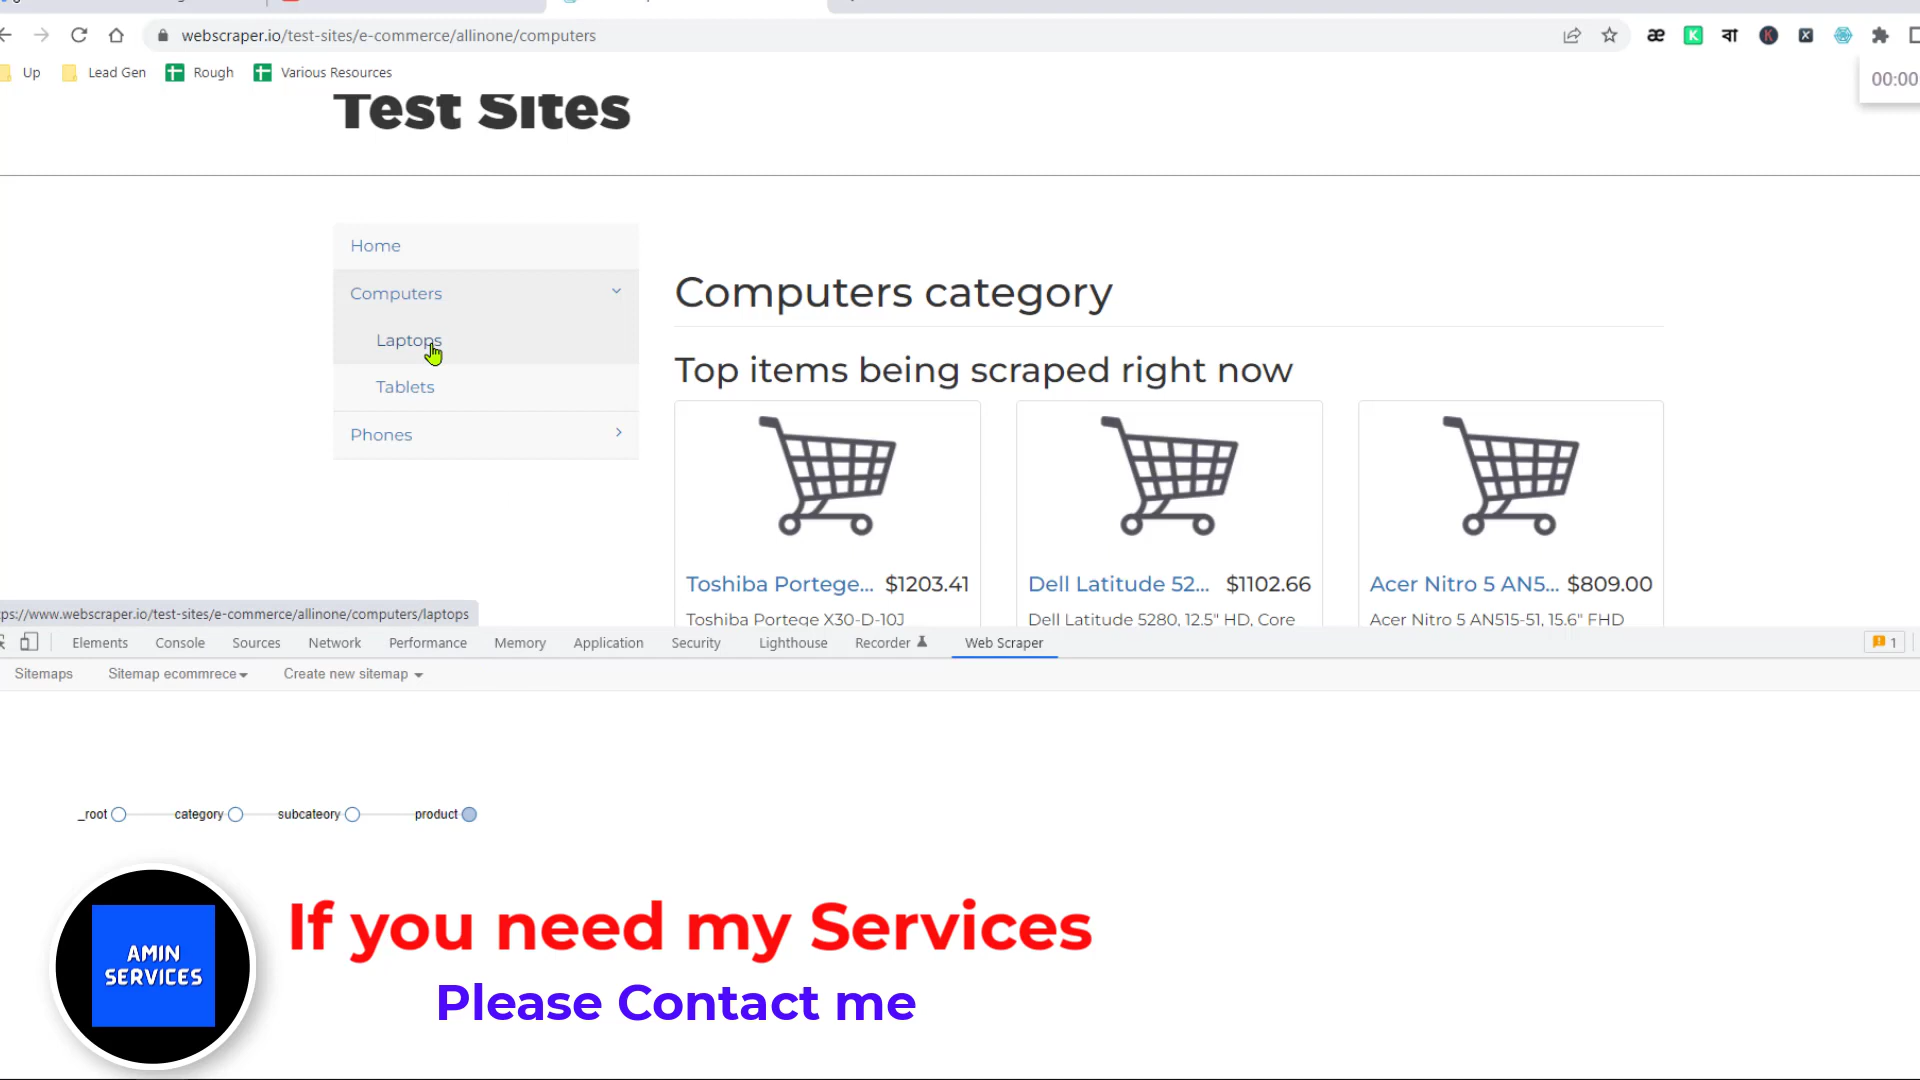 webscraper.io/test-sites/e-commerce/allinone/computers
Up
Lead Gen
Rough
Various Resources
00:00
Test Sites
Home
Computers
Laptops
Tablets
Phones
Computers category
Top items being scraped right now
Toshiba Portege... $1203.41
Toshiba Portege X30-D-10J
Dell Latitude 52... $1102.66
Dell Latitude 5280, 12.5" HD, Core
Acer Nitro 5 AN5... $809.00
Acer Nitro 5 AN515-51, 15.6" FHD
ps://www.webscraper.io/test-sites/e-commerce/allinone/computers/laptops
Elements Console Sources Network Performance Memory Application Security Lighthouse Recorder Web Scraper 1
Sitemaps Sitemap ecommrece Create new sitemap
_root category subcateory product
AMIN
SERVICES
If you need my Services
Please Contact me